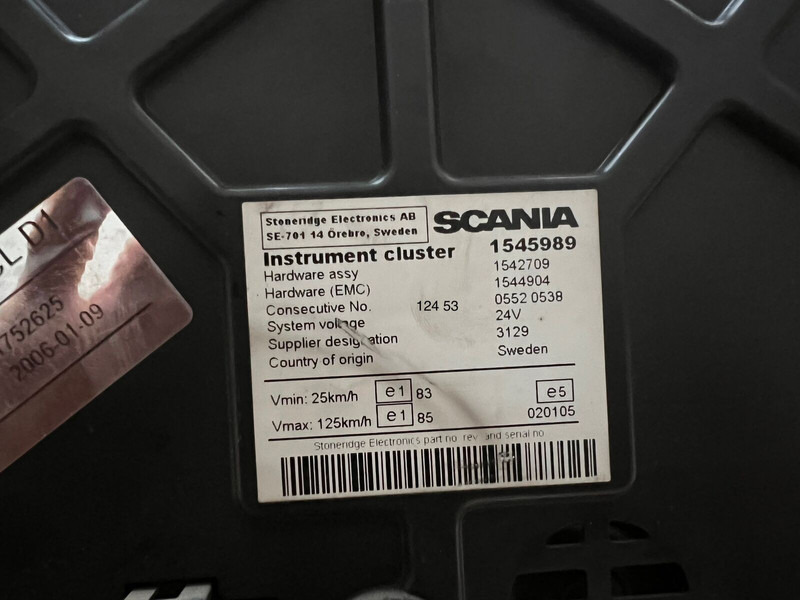 Stoneridge Electronics AB
SE-701 14 Örebro, Sweden
SCANIA
Instrument cluster 1545989
Hardware assy 1542709
Hardware (EMC) 1544904
Consecutive No. 124 53 0552 0538
System voltage 24V
Supplier designation 3129
Country of origin Sweden
Vmin: 25km/h e1 83 e5
Vmax: 125km/h e1 85 020105
Stoneridge Electronics part no rev and serial no
L D1
752625
2006-01-09